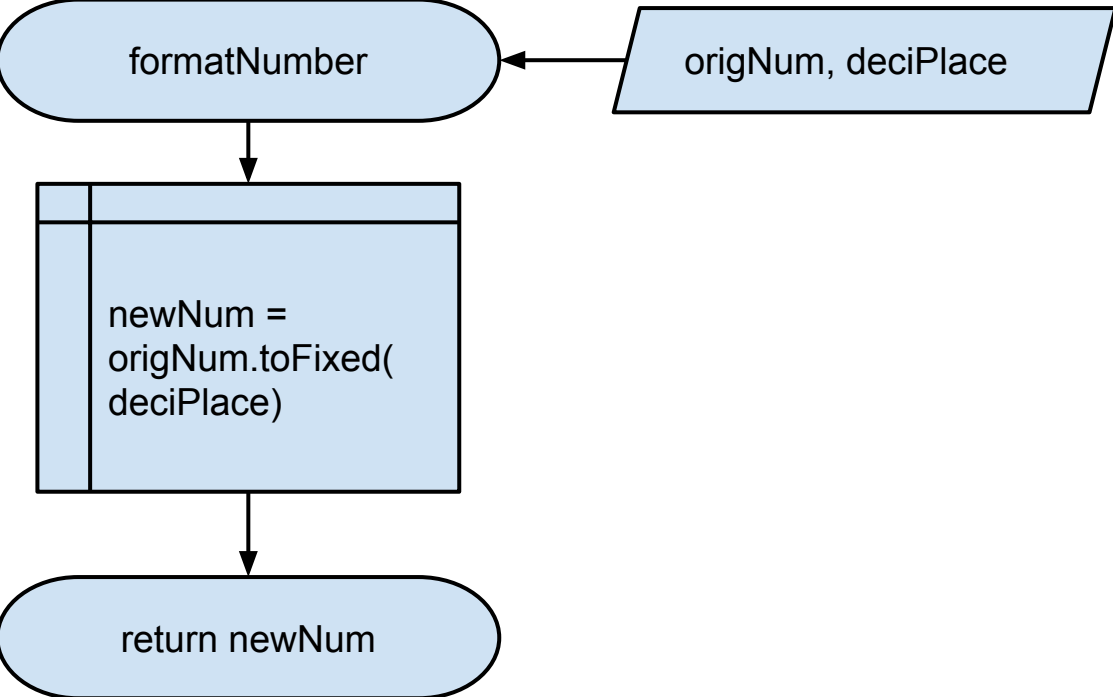 formatNumber
origNum, deciPlace
newNum =
origNum.toFixed(
deciPlace)
return newNum